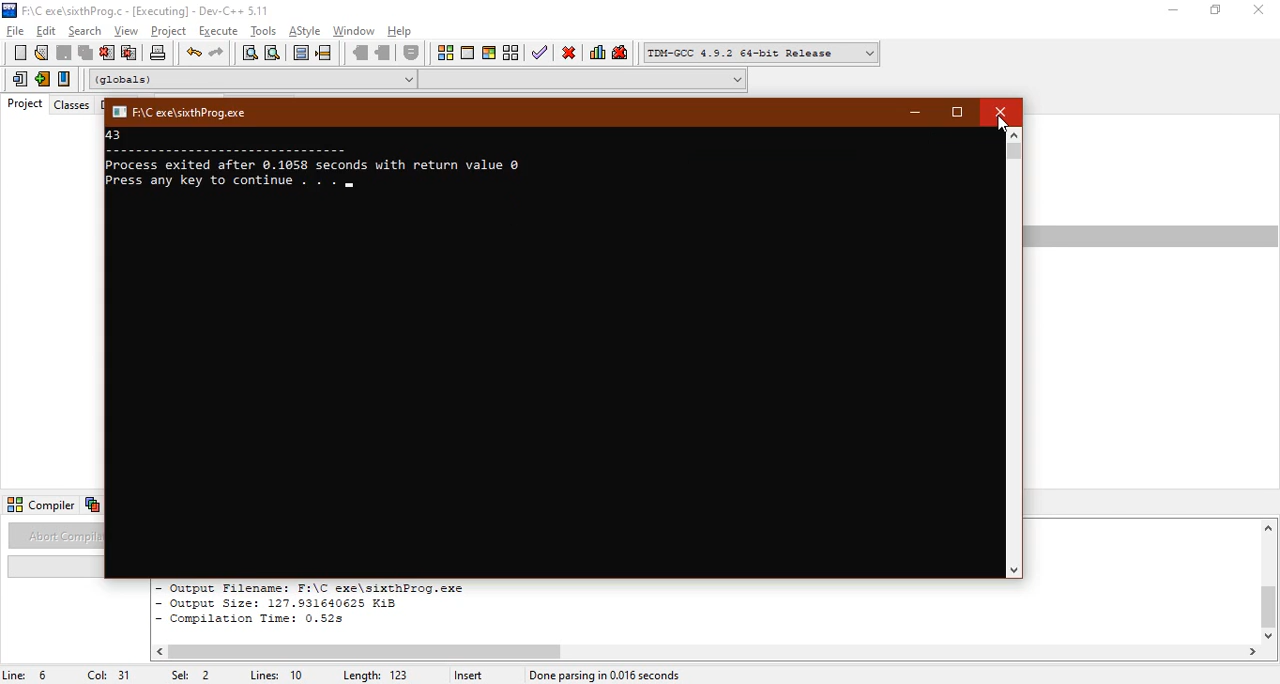 F:\C exe\sixthProg.c - [Executing] - Dev-C++ 5.11
File Edit Search View Project Execute Tools AStyle Window Help
TDM-GCC 4.9.2 64-bit Release
(globals)
Project Classes
F:\C exe\sixthProg.exe
43
--------------------------------
Process exited after 0.1058 seconds with return value 0
Press any key to continue . . .
Compiler
Abort
- Output Filename: F:\C exe\sixthProg.exe
- Output Size: 127.931640625 KiB
- Compilation Time: 0.52s
Line: 6 Col: 31 Sel: 2 Lines: 10 Length: 123 Insert Done parsing in 0.016 seconds